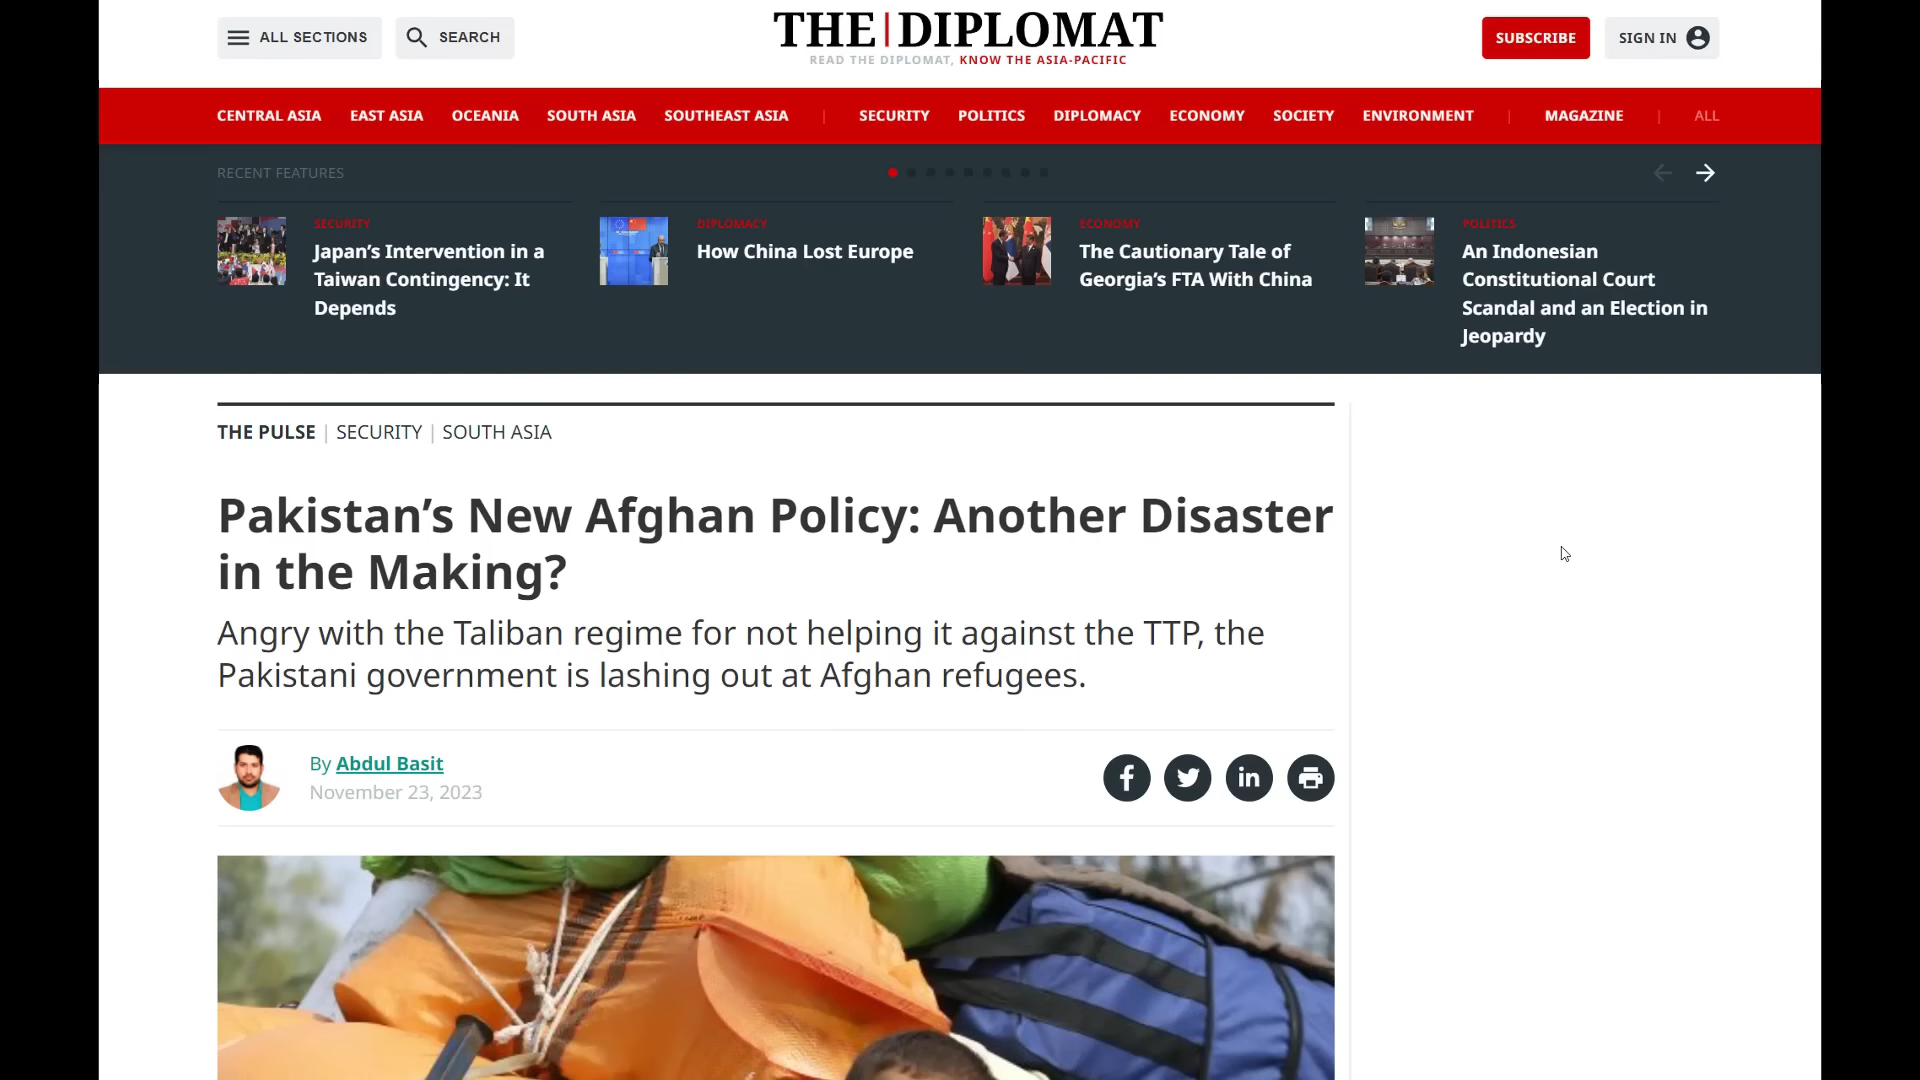 ALL SECTIONS
SEARCH
THE DIPLOMAT
READ THE DIPLOMAT, KNOW THE ASIA-PACIFIC
SUBSCRIBE
SIGN IN
CENTRAL ASIA EAST ASIA OCEANIA SOUTH ASIA SOUTHEAST ASIA | SECURITY POLITICS DIPLOMACY ECONOMY SOCIETY ENVIRONMENT | MAGAZINE | ALL
RECENT FEATURES
SECURITY
Japan’s Intervention in a
Taiwan Contingency: It
Depends
DIPLOMACY
How China Lost Europe
ECONOMY
The Cautionary Tale of
Georgia’s FTA With China
POLITICS
An Indonesian
Constitutional Court
Scandal and an Election in
Jeopardy
THE PULSE | SECURITY | SOUTH ASIA
Pakistan’s New Afghan Policy: Another Disaster
in the Making?
Angry with the Taliban regime for not helping it against the TTP, the
Pakistani government is lashing out at Afghan refugees.
By Abdul Basit
November 23, 2023